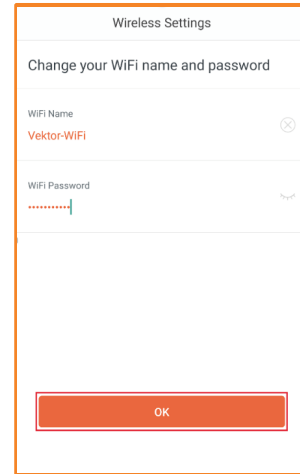 Wireless Settings
Change your WiFi name and password
WiFi Name
Vektor-WiFi
WiFi Password
•••••••••••
OK